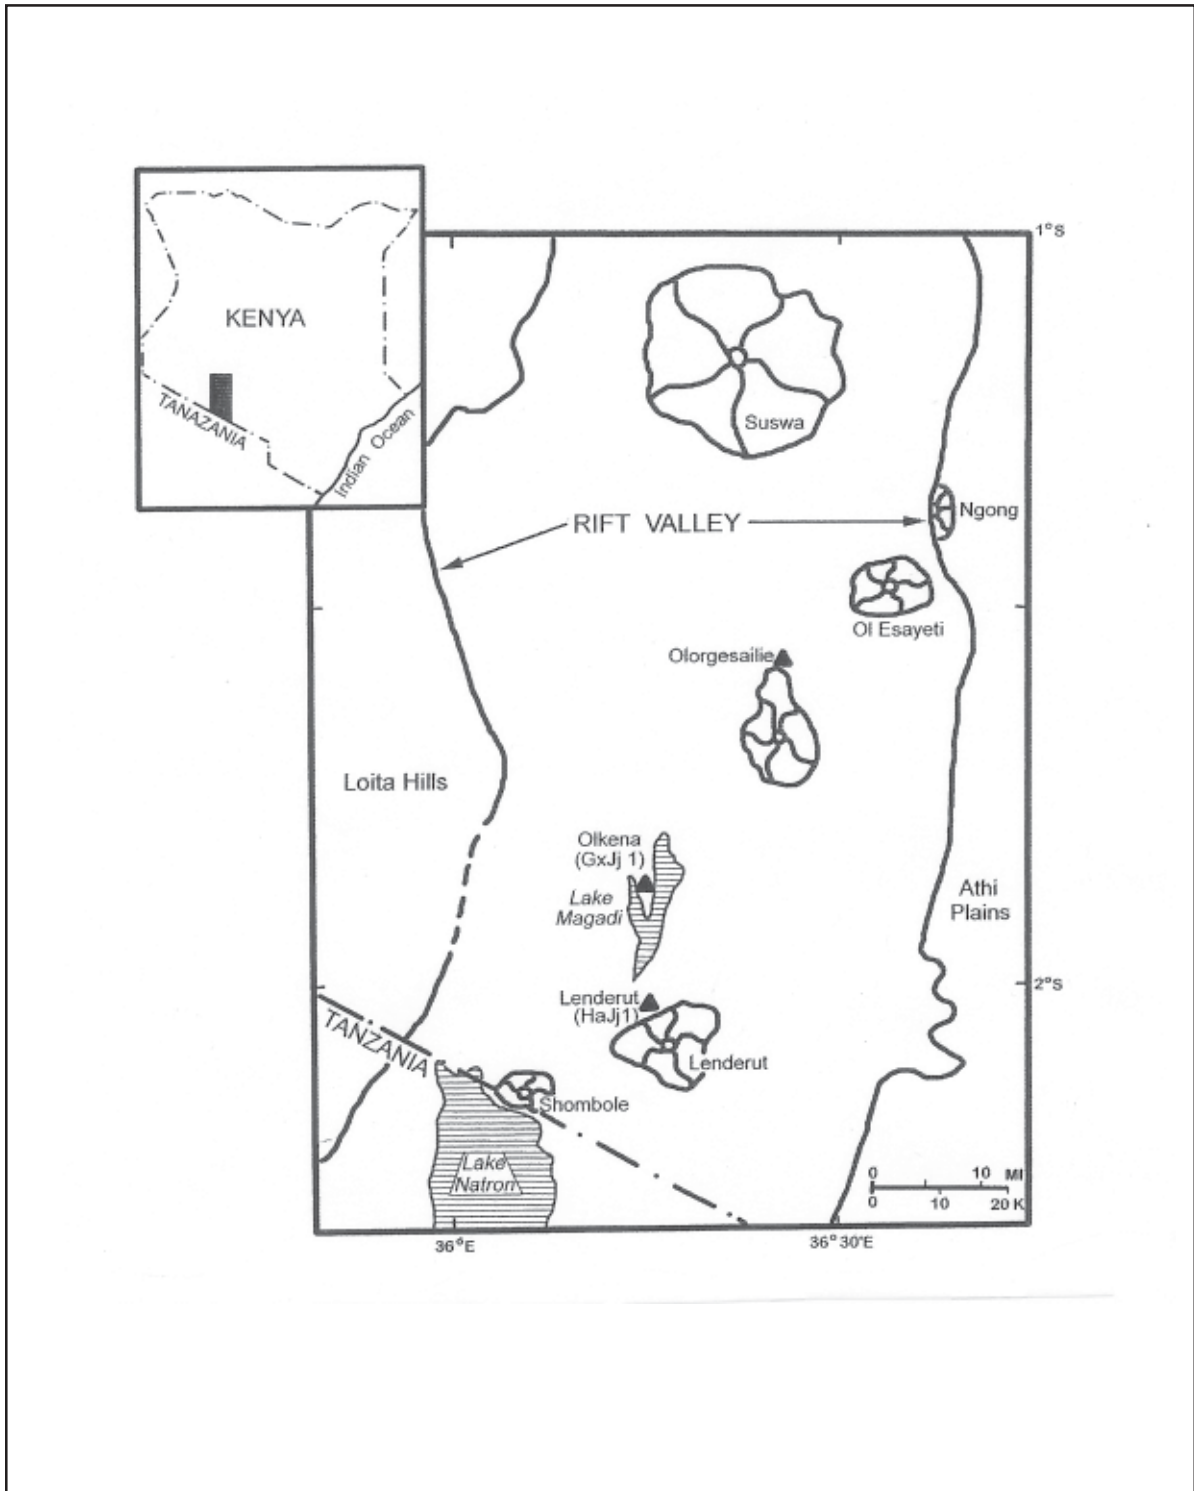 1°S
KENYA
TANAZANIA
Indian Ocean
Suswa
Ngong
RIFT VALLEY
Ol Esayeti
Olorgesailie
Loita Hills
Olkena
(GxJj 1)
Lake
Magadi
Athi
Plains
2°S
Lenderut
(HaJj1)
TANZANIA
Lenderut
Shombole
Lake
Natron
0 10 MI
0 10 20 K
36°E
36°30'E